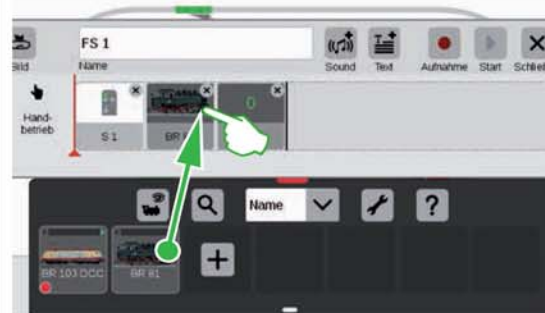 FS 1
Bild
Name
Sound
Text
Aufnahme
Start
Schließ
Hand-
betrieb
0
S 1
BR
Name
?
BR 103 DCC
BR 81